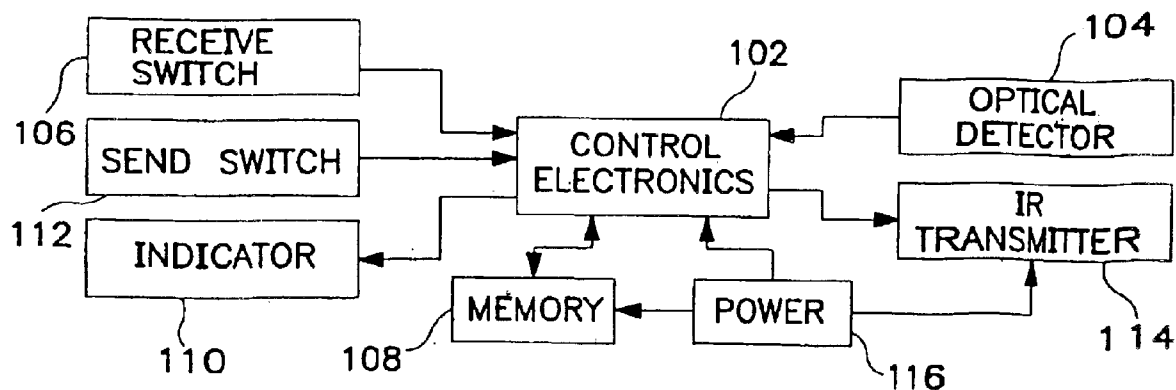 RECEIVE
SWITCH
106
SEND SWITCH
112
INDICATOR
110
102
CONTROL
ELECTRONICS
MEMORY
108
POWER
116
104
OPTICAL
DETECTOR
IR
TRANSMITTER
114